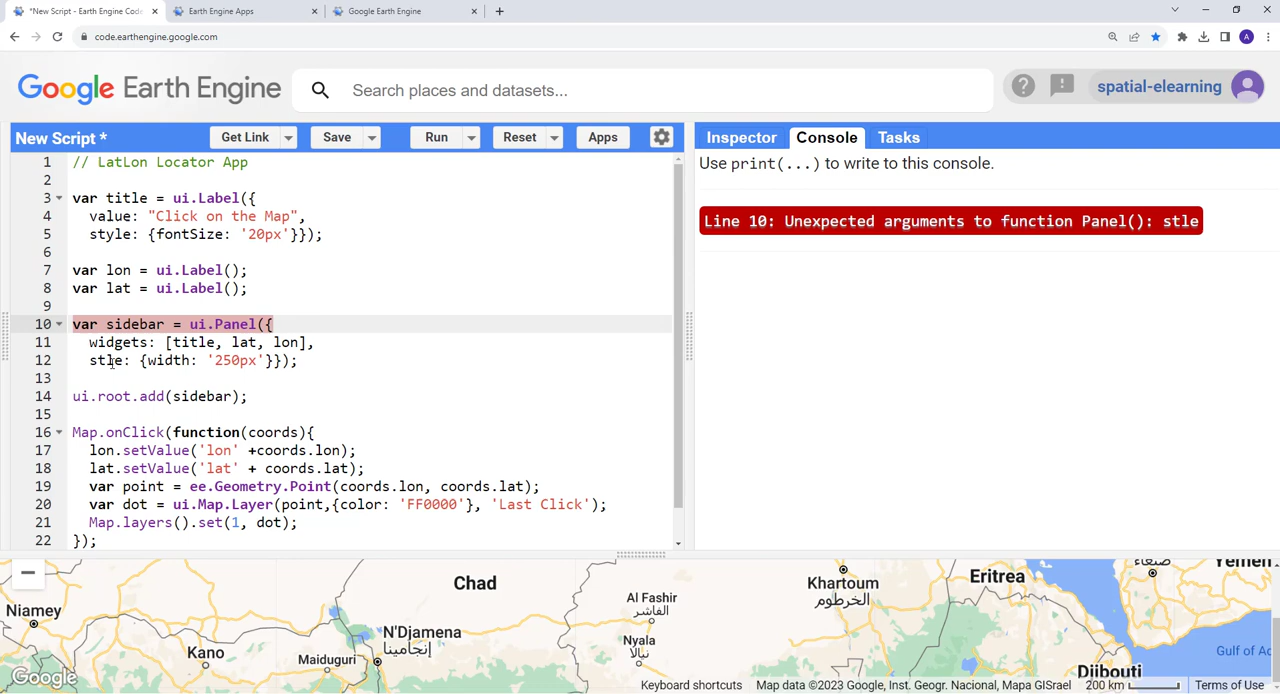 *New Script - Earth Engine Code
Earth Engine Apps
Google Earth Engine
code.earthengine.google.com
A
Google Earth Engine
Search places and datasets...
spatial-elearning
New Script *
Get Link
Save
Run
Reset
Apps
Inspector
Console
Tasks
1 // LatLon Locator App
2
3 var title = ui.Label({
4 value: "Click on the Map",
5 style: {fontSize: '20px'}});
6
7 var lon = ui.Label();
8 var lat = ui.Label();
9
10 var sidebar = ui.Panel({
11 widgets: [title, lat, lon],
12 stle: {width: '250px'}});
13
14 ui.root.add(sidebar);
15
16 Map.onClick(function(coords){
17 lon.setValue('lon' +coords.lon);
18 lat.setValue('lat' + coords.lat);
19 var point = ee.Geometry.Point(coords.lon, coords.lat);
20 var dot = ui.Map.Layer(point,{color: 'FF0000'}, 'Last Click');
21 Map.layers().set(1, dot);
22 });
Use print(...) to write to this console.
Line 10: Unexpected arguments to function Panel(): stle
Niamey
Kano
Maiduguri
Chad
N'Djamena
إنجامينا
Al Fashir
الفاشر
Nyala
نيالا
Khartoum
الخرطوم
Eritrea
صنعاء
Yemen
Gulf of Ad
Djibouti
Google
Keyboard shortcuts
Map data ©2023 Google, Inst. Geogr. Nacional, Mapa GISrael
200 km
Terms of Use